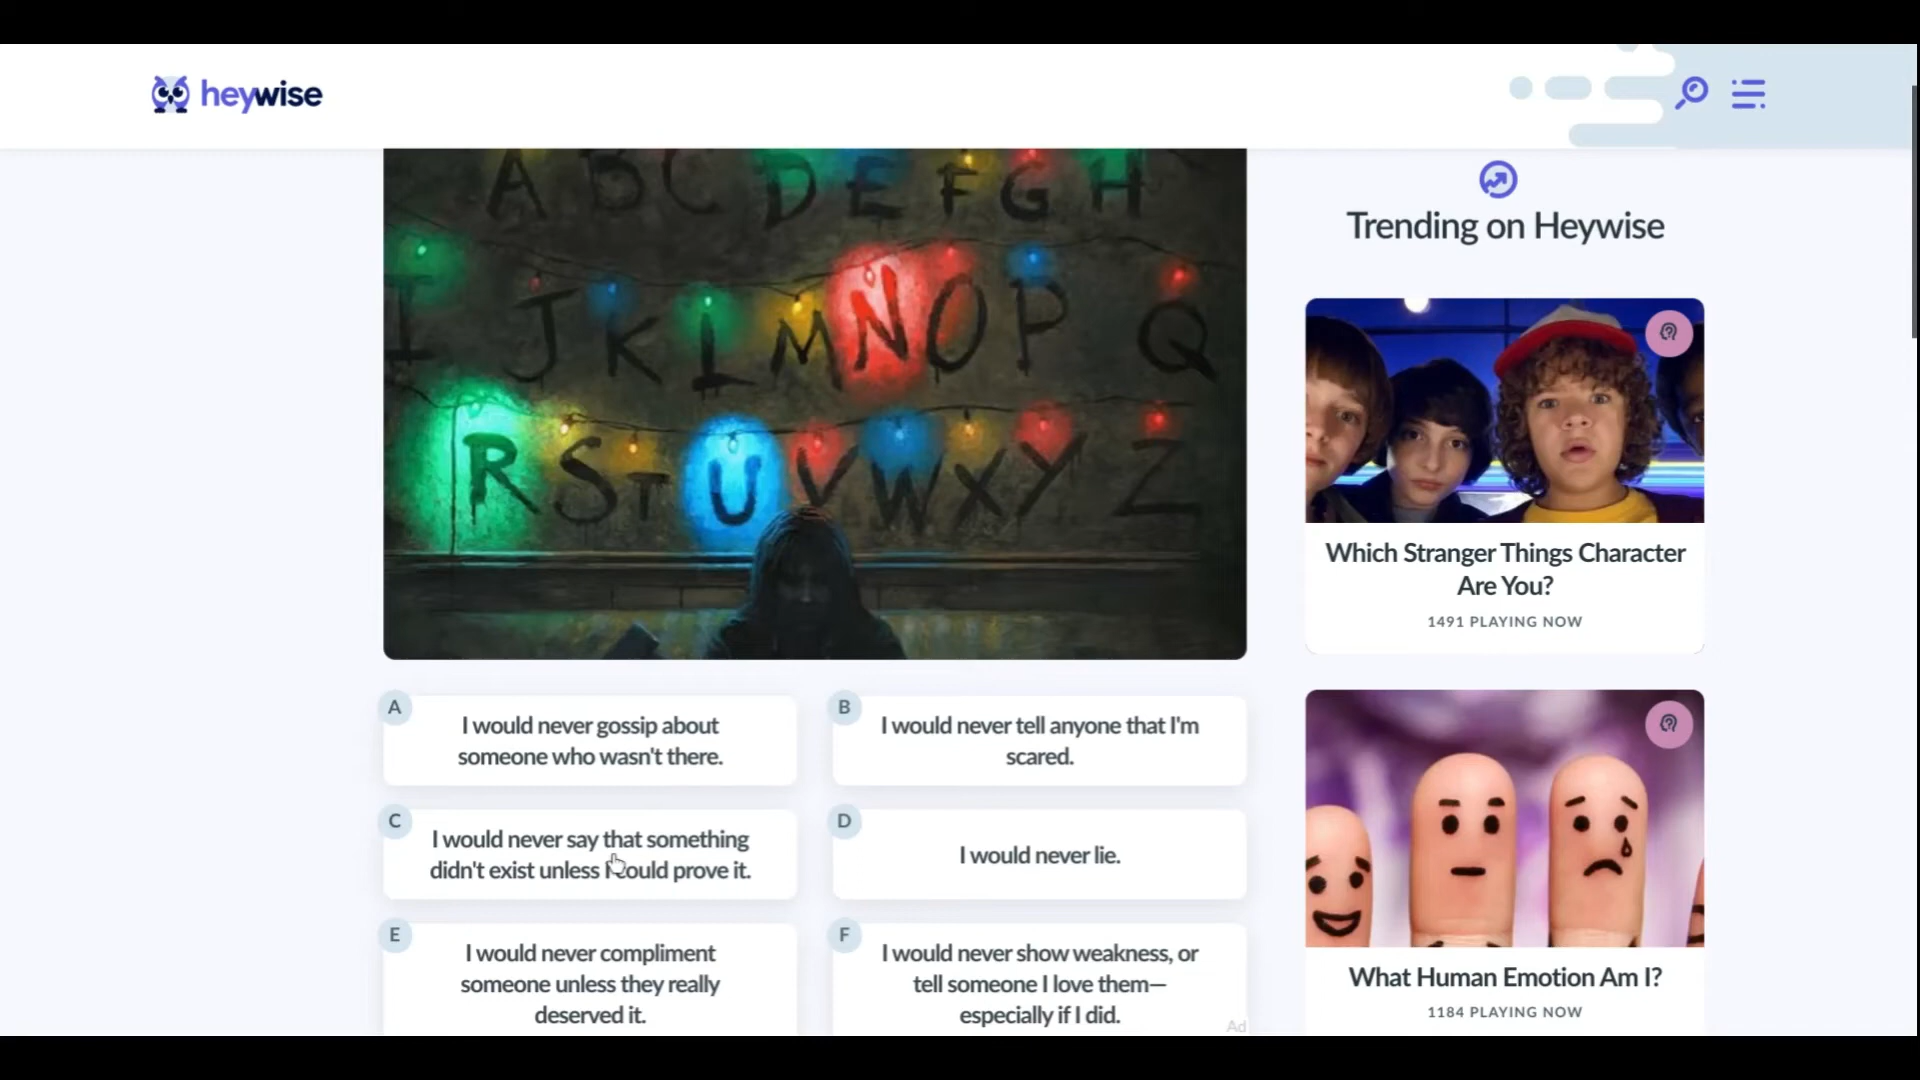 heywise
A B C D E F G H
I J K L M N O P Q
R S T U V W X Y Z
A
I would never gossip about
someone who wasn't there.
B
I would never tell anyone that I'm
scared.
C
I would never say that something
didn't exist unless I could prove it.
D
I would never lie.
E
I would never compliment
someone unless they really
deserved it.
F
I would never show weakness, or
tell someone I love them—
especially if I did.
Ad
Trending on Heywise
Which Stranger Things Character
Are You?
1491 PLAYING NOW
What Human Emotion Am I?
1184 PLAYING NOW